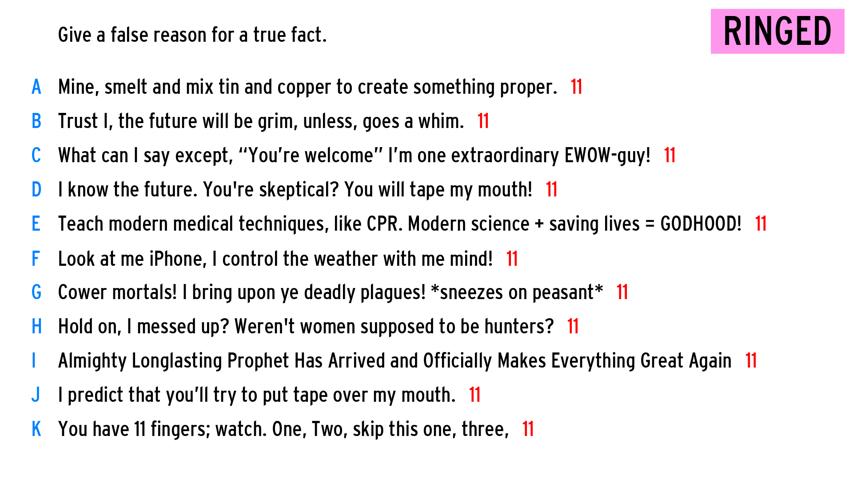 Give a false reason for a true fact.
RINGED
A Mine, smelt and mix tin and copper to create something proper. 11
B Trust I, the future will be grim, unless, goes a whim. 11
C What can I say except, “You’re welcome” I’m one extraordinary EWOW-guy! 11
D I know the future. You're skeptical? You will tape my mouth! 11
E Teach modern medical techniques, like CPR. Modern science + saving lives = GODHOOD! 11
F Look at me iPhone, I control the weather with me mind! 11
G Cower mortals! I bring upon ye deadly plagues! *sneezes on peasant* 11
H Hold on, I messed up? Weren't women supposed to be hunters? 11
I Almighty Longlasting Prophet Has Arrived and Officially Makes Everything Great Again 11
J I predict that you’ll try to put tape over my mouth. 11
K You have 11 fingers; watch. One, Two, skip this one, three, 11